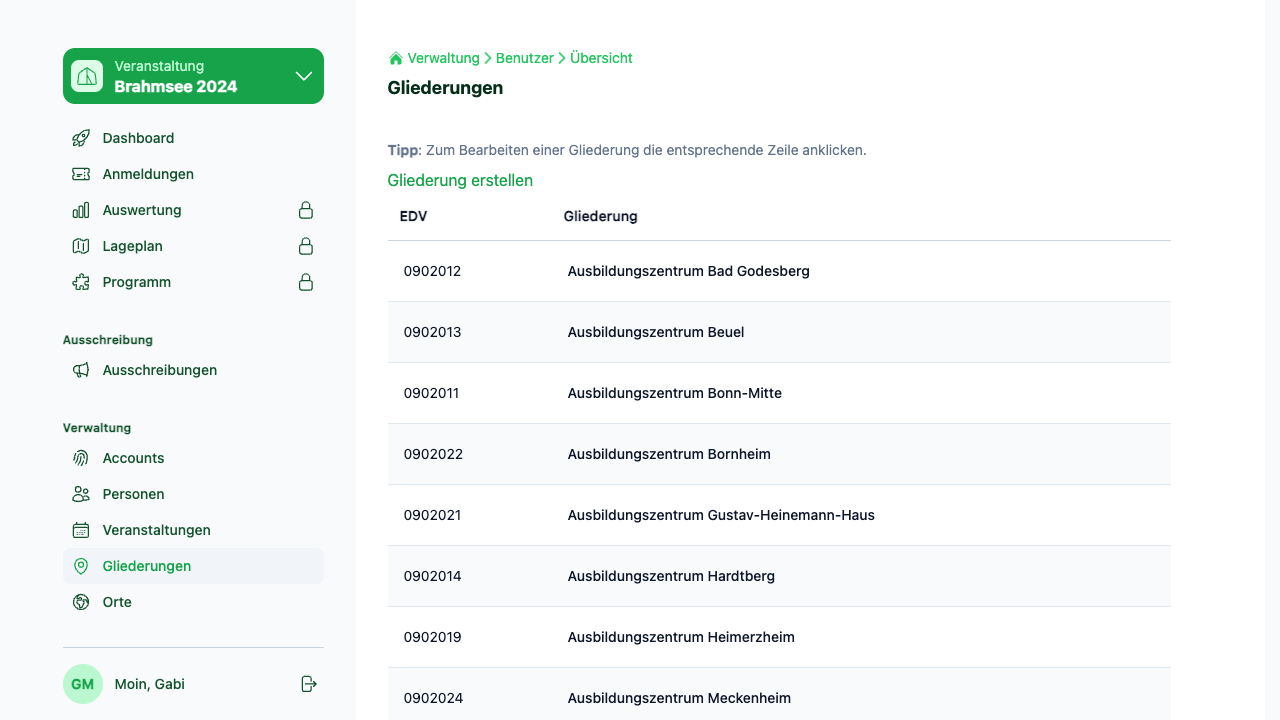 Veranstaltung
Brahmsee 2024
Dashboard
Anmeldungen
Auswertung
Lageplan
Programm
Ausschreibung
Ausschreibungen
Verwaltung
Accounts
Personen
Veranstaltungen
Gliederungen
Orte
GM Moin, Gabi
Verwaltung Benutzer Übersicht
Gliederungen
Tipp: Zum Bearbeiten einer Gliederung die entsprechende Zeile anklicken.
Gliederung erstellen
EDV Gliederung
0902012 Ausbildungszentrum Bad Godesberg
0902013 Ausbildungszentrum Beuel
0902011 Ausbildungszentrum Bonn-Mitte
0902022 Ausbildungszentrum Bornheim
0902021 Ausbildungszentrum Gustav-Heinemann-Haus
0902014 Ausbildungszentrum Hardtberg
0902019 Ausbildungszentrum Heimerzheim
0902024 Ausbildungszentrum Meckenheim